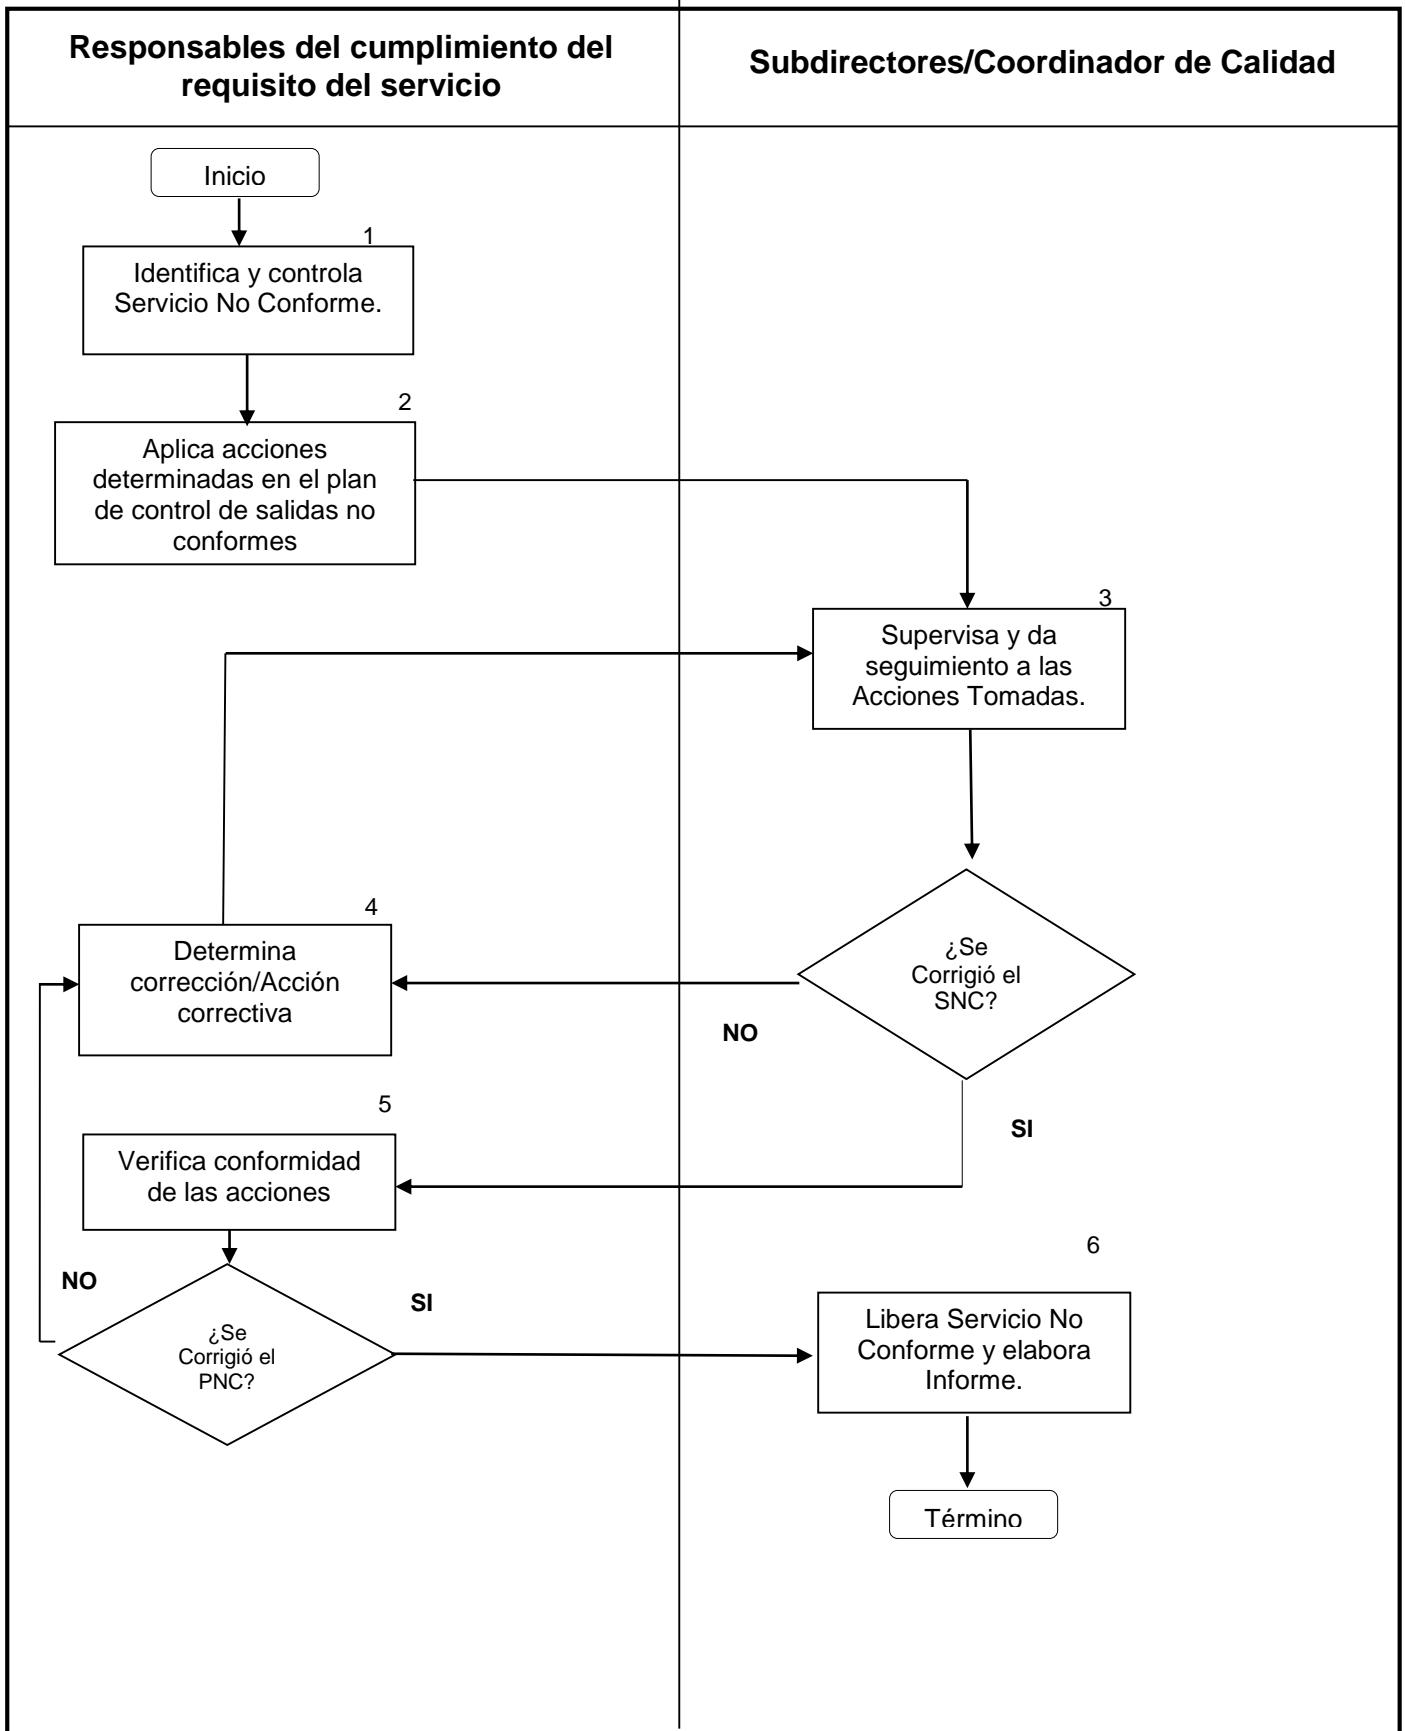 Responsables del cumplimiento del
requisito del servicio
Subdirectores/Coordinador de Calidad
Inicio
1
Identifica y controla
Servicio No Conforme.
2
Aplica acciones
determinadas en el plan
de control de salidas no
conformes
3
Supervisa y da
seguimiento a las
Acciones Tomadas.
4
Determina
corrección/Acción
correctiva
¿Se
Corrigió el
SNC?
NO
SI
5
Verifica conformidad
de las acciones
NO
SI
¿Se
Corrigió el
PNC?
6
Libera Servicio No
Conforme y elabora
Informe.
Término